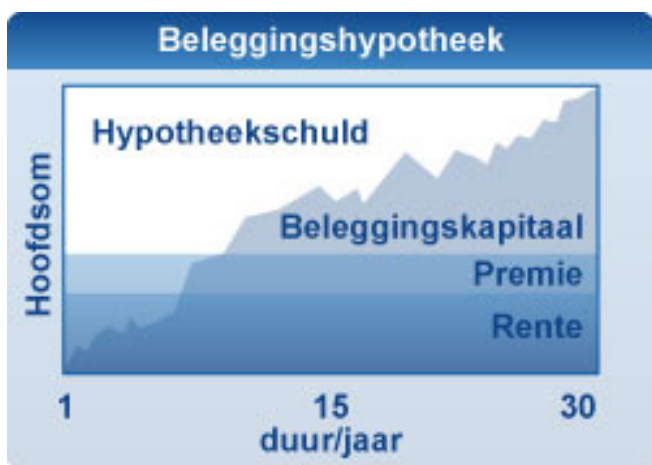 Beleggingshypotheek
Hypotheekschuld
Hoofdsom
Beleggingskapitaal
Premie
Rente
1 15 30
duur/jaar